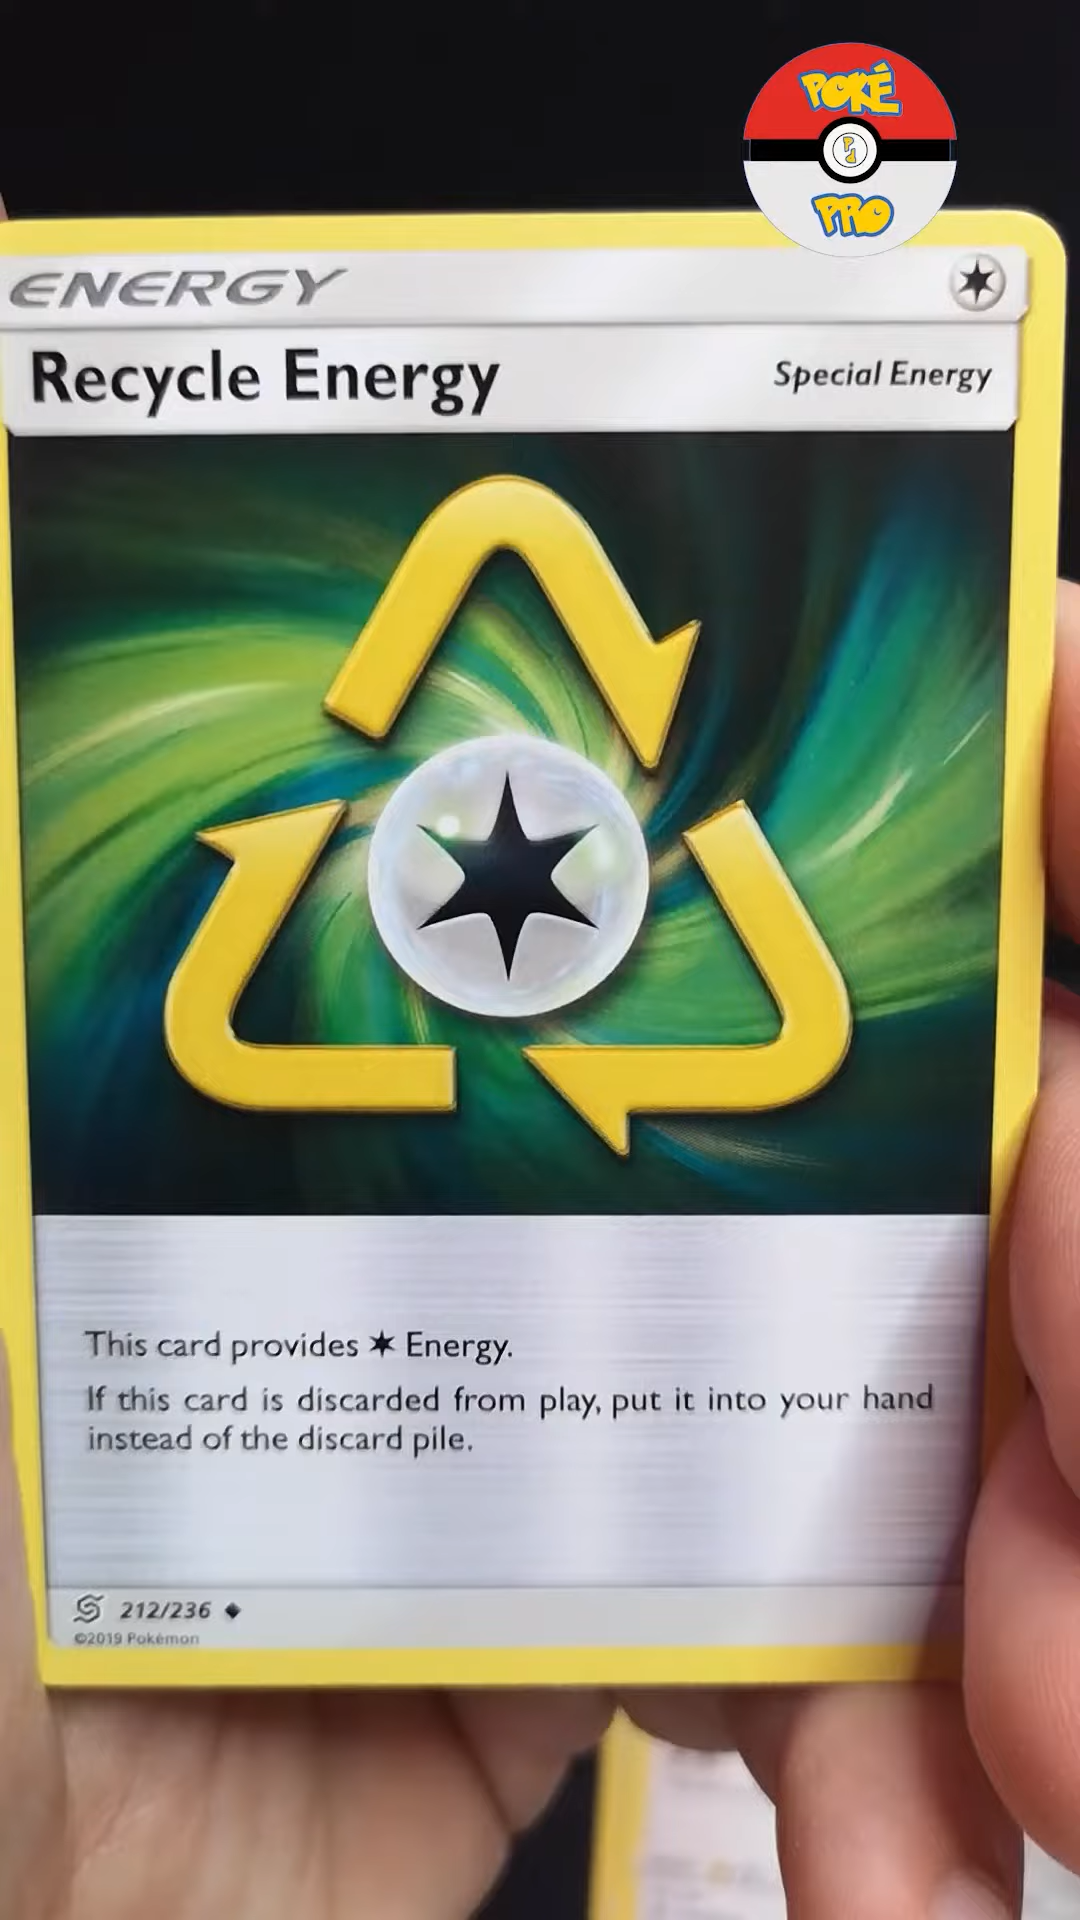 POKÉ
PRO
ENERGY
Recycle Energy
Special Energy
This card provides ✶ Energy.
If this card is discarded from play, put it into your hand
instead of the discard pile.
212/236
©2019 Pokémon